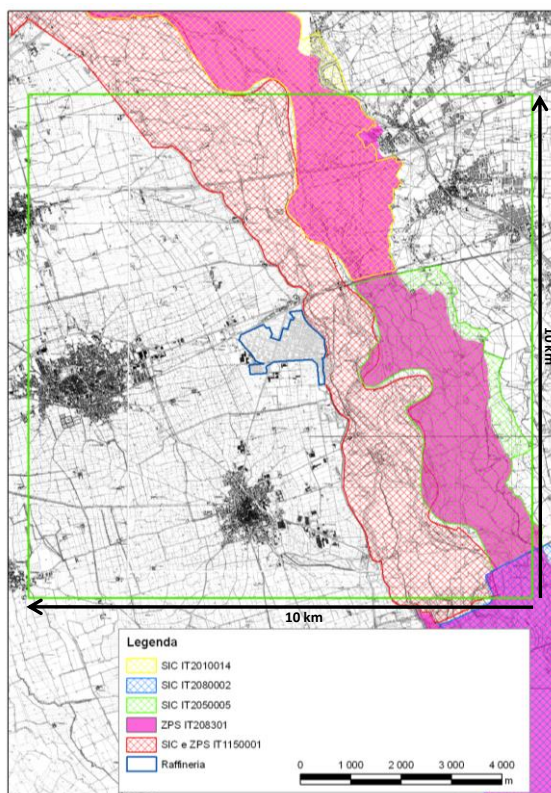 10 km
10 km
Legenda
SIC IT2010014
SIC IT2080002
SIC IT2050005
ZPS IT208301
SIC e ZPS IT1150001
Raffineria
0 1 000 2 000 3 000 4 000
m